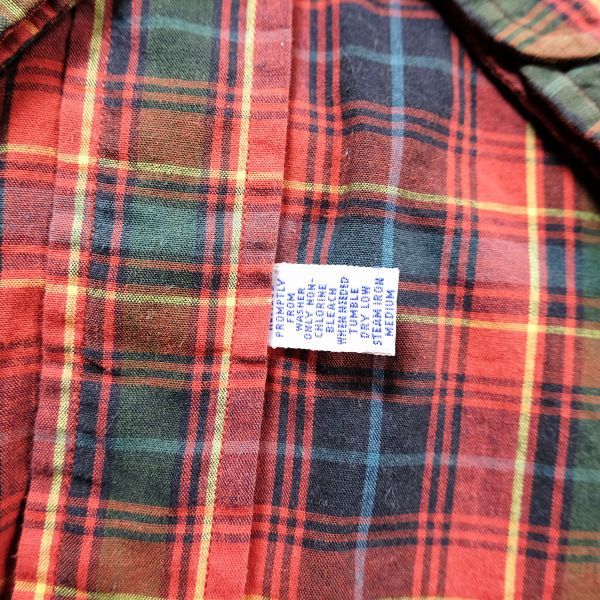 PROMPTLY
FROM
WASHER
ONLY NON-
CHLORINE
BLEACH
WHEN NEEDED
TUMBLE
DRY LOW
STEAM IRON
MEDIUM